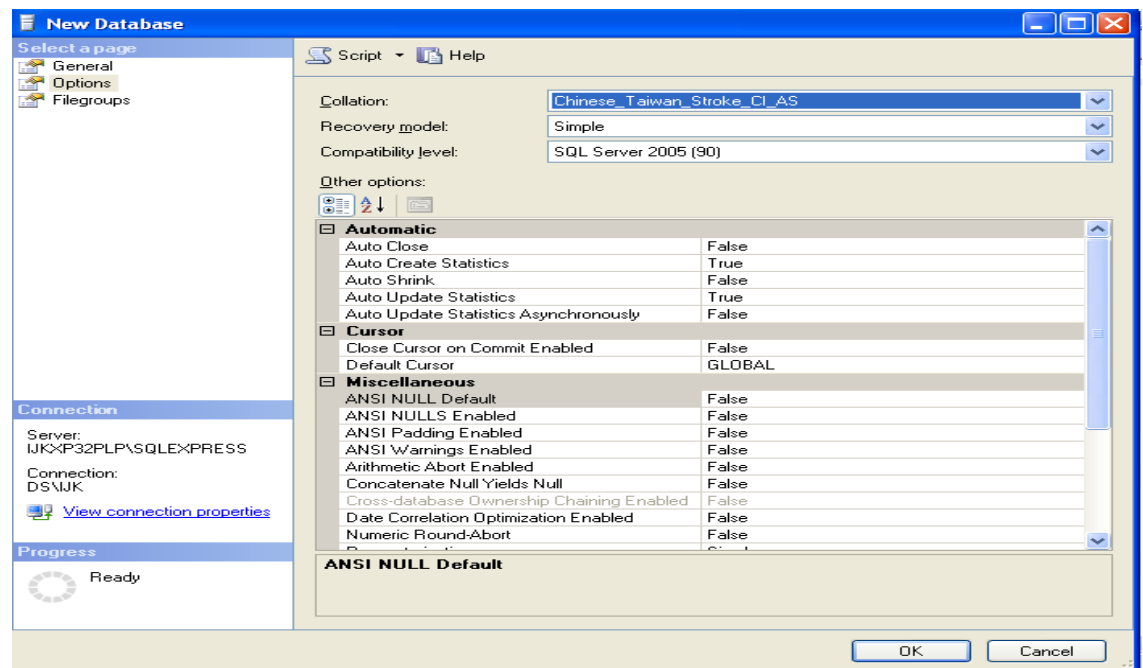 New Database
Select a page
General
Options
Filegroups
Script Help
Collation: Chinese_Taiwan_Stroke_CI_AS
Recovery model: Simple
Compatibility level: SQL Server 2005 (90)
Other options:
Automatic
Auto Close False
Auto Create Statistics True
Auto Shrink False
Auto Update Statistics True
Auto Update Statistics Asynchronously False
Cursor
Close Cursor on Commit Enabled False
Default Cursor GLOBAL
Miscellaneous
ANSI NULL Default False
ANSI NULLS Enabled False
ANSI Padding Enabled False
ANSI Warnings Enabled False
Arithmetic Abort Enabled False
Concatenate Null Yields Null False
Cross-database Ownership Chaining Enabled False
Date Correlation Optimization Enabled False
Numeric Round-Abort False
ANSI NULL Default
Connection
Server:
IJKXP32PLP\SQLEXPRESS
Connection:
DS\IJK
View connection properties
Progress
Ready
OK Cancel